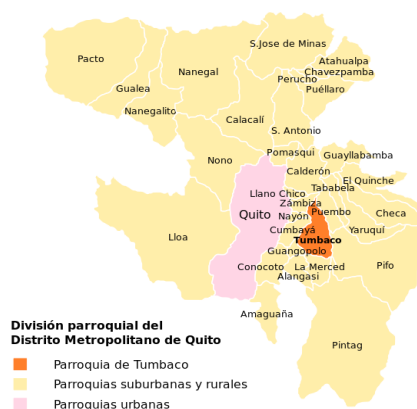 S.Jose de Minas
Pacto
Nanegal
Atahualpa
Chavezpamba
Perucho
Puéllaro
Gualea
Nanegalito
Calacalí
S. Antonio
Pomasqui
Guayllabamba
Nono
Calderón
El Quinche
Tababela
Llano Chico
Zámbiza
Puembo
Checa
Quito
Nayón
Cumbayá
Yaruquí
Lloa
Tumbaco
Guangopolo
Conocoto
La Merced
Pifo
Alangasi
Amaguaña
Pintag
División parroquial del
Distrito Metropolitano de Quito
Parroquia de Tumbaco
Parroquias suburbanas y rurales
Parroquias urbanas